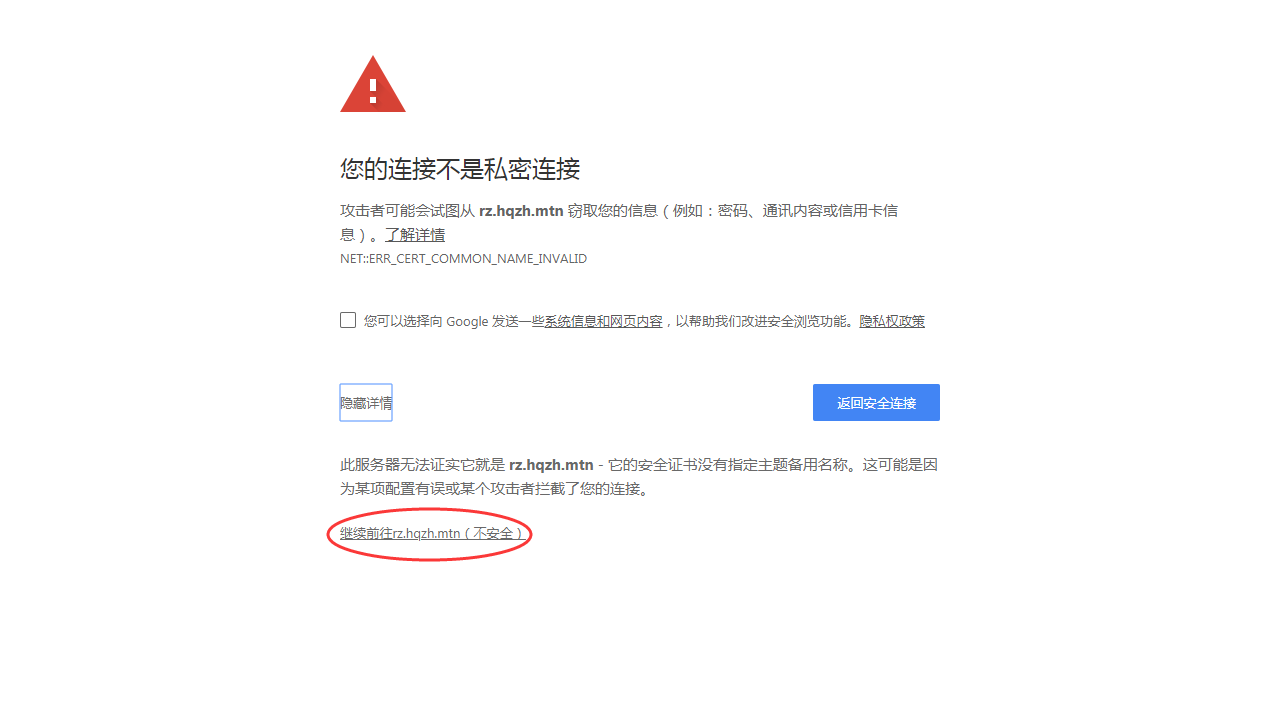 您的连接不是私密连接
攻击者可能会试图从 rz.hqzh.mtn 窃取您的信息（例如：密码、通讯内容或信用卡信
息）。了解详情
NET::ERR_CERT_COMMON_NAME_INVALID
您可以选择向 Google 发送一些系统信息和网页内容，以帮助我们改进安全浏览功能。隐私权政策
隐藏详情
返回安全连接
此服务器无法证实它就是 rz.hqzh.mtn - 它的安全证书没有指定主题备用名称。这可能是因
为某项配置有误或某个攻击者拦截了您的连接。
继续前往rz.hqzh.mtn（不安全）